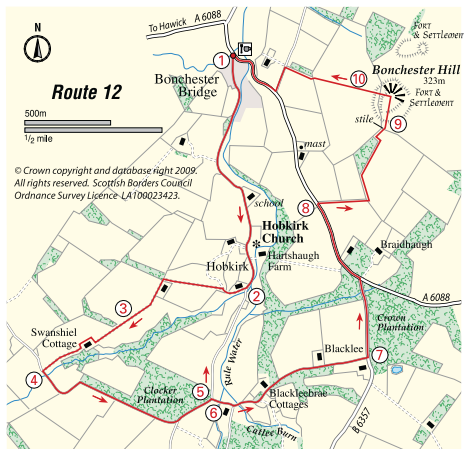 To Hawick A 6088
FORT
& SETTLEMENT
N
1
10
Bonchester Hill
323m
FORT &
SETTLEMENT
Bonchester
Bridge
Route 12
500m
1/2 mile
stile
9
mast
© Crown copyright and database right 2009.
All rights reserved. Scottish Borders Council
Ordnance Survey Licence LA100023423.
school
8
Hobkirk
Church
Hartshaugh
Farm
Braidhaugh
Hobkirk
2
A 6088
3
Crown
Plantation
Swanshiel
Cottage
Rule Water
Blacklee
7
4
Clocker
Plantation
5
6
Blackleebrae
Cottages
B 6357
Catlee Burn